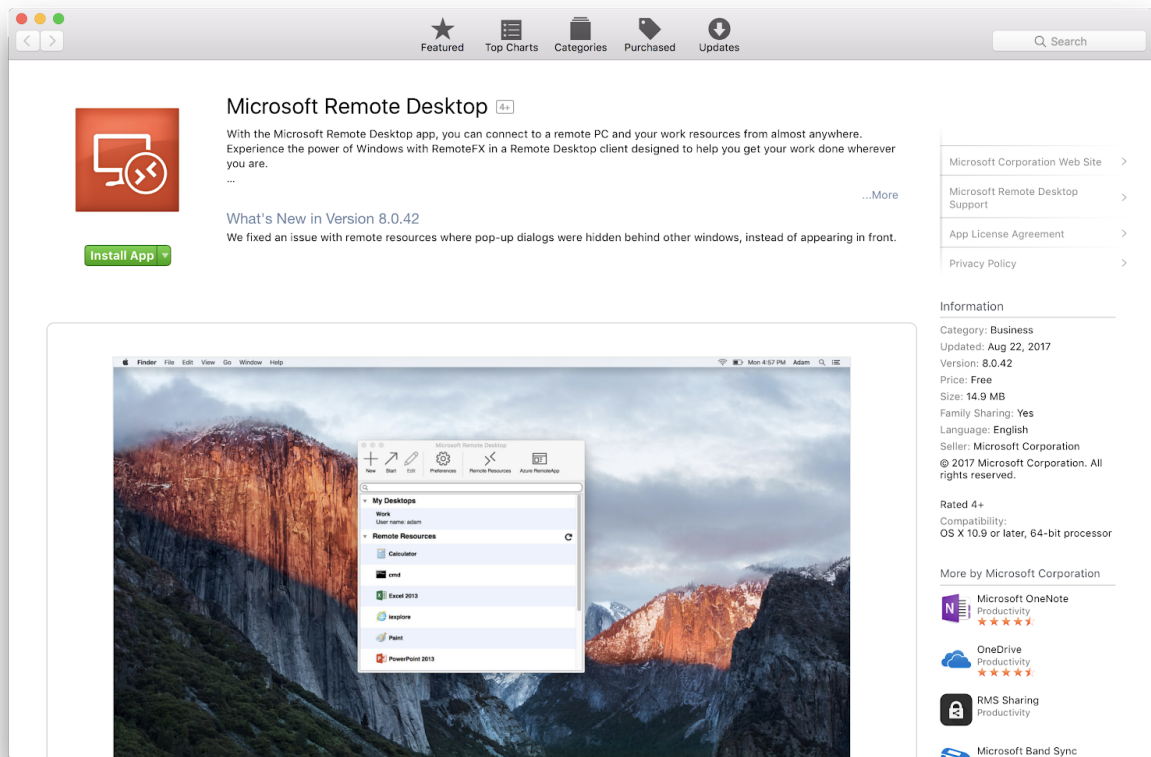 Featured
Top Charts
Categories
Purchased
Updates
Search
Microsoft Remote Desktop 4+
With the Microsoft Remote Desktop app, you can connect to a remote PC and your work resources from almost anywhere.
Experience the power of Windows with RemoteFX in a Remote Desktop client designed to help you get your work done wherever
you are.
...
...More
What's New in Version 8.0.42
We fixed an issue with remote resources where pop-up dialogs were hidden behind other windows, instead of appearing in front.
Install App
Microsoft Corporation Web Site
Microsoft Remote Desktop
Support
App License Agreement
Privacy Policy
Information
Category: Business
Updated: Aug 22, 2017
Version: 8.0.42
Price: Free
Size: 14.9 MB
Family Sharing: Yes
Language: English
Seller: Microsoft Corporation
© 2017 Microsoft Corporation. All
rights reserved.
Rated 4+
Compatibility:
OS X 10.9 or later, 64-bit processor
More by Microsoft Corporation
Microsoft OneNote
Productivity
OneDrive
Productivity
RMS Sharing
Productivity
Microsoft Band Sync
Finder File Edit View Go Window Help
Mon 4:57 PM Adam
Microsoft Remote Desktop
New Start Edit Preferences Remote Resources Azure RemoteApp
My Desktops
Work
User name: adam
Remote Resources
Calculator
cmd
Excel 2013
iexplore
Paint
PowerPoint 2013